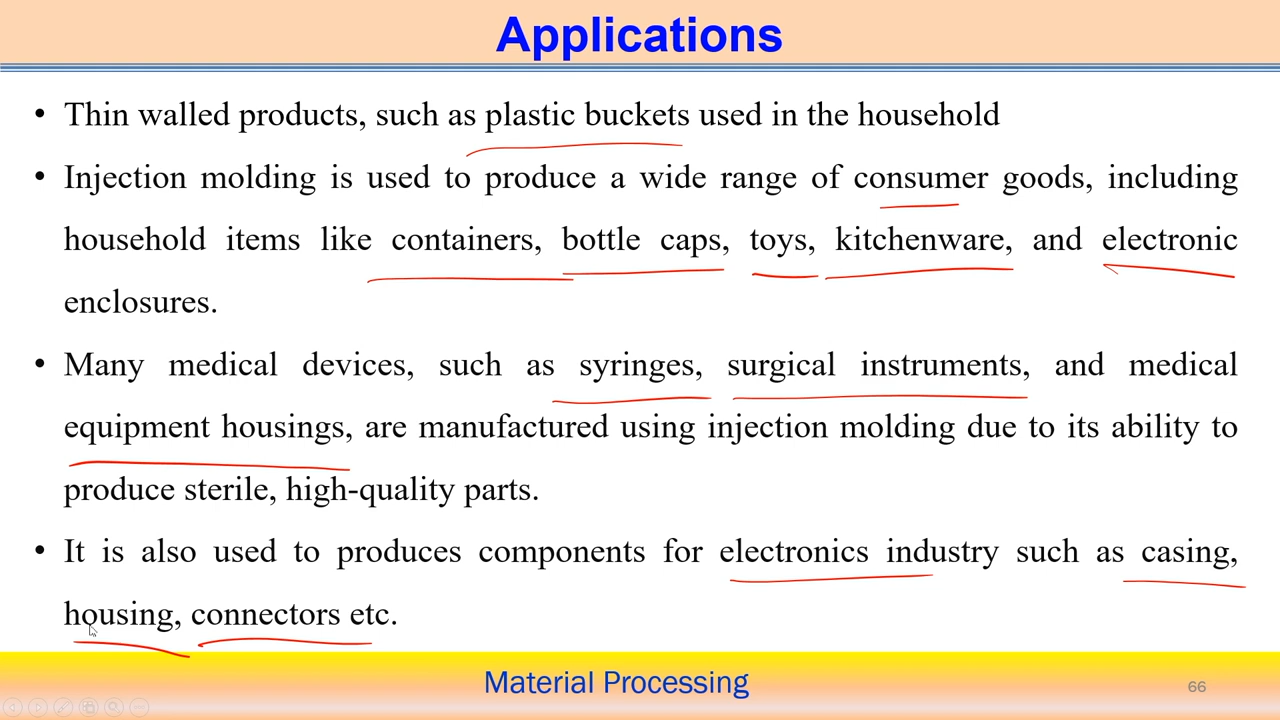 Applications
• Thin walled products, such as plastic buckets used in the household
• Injection molding is used to produce a wide range of consumer goods, including
household items like containers, bottle caps, toys, kitchenware, and electronic
enclosures.
• Many medical devices, such as syringes, surgical instruments, and medical
equipment housings, are manufactured using injection molding due to its ability to
produce sterile, high-quality parts.
• It is also used to produces components for electronics industry such as casing,
housing, connectors etc.
Material Processing
66